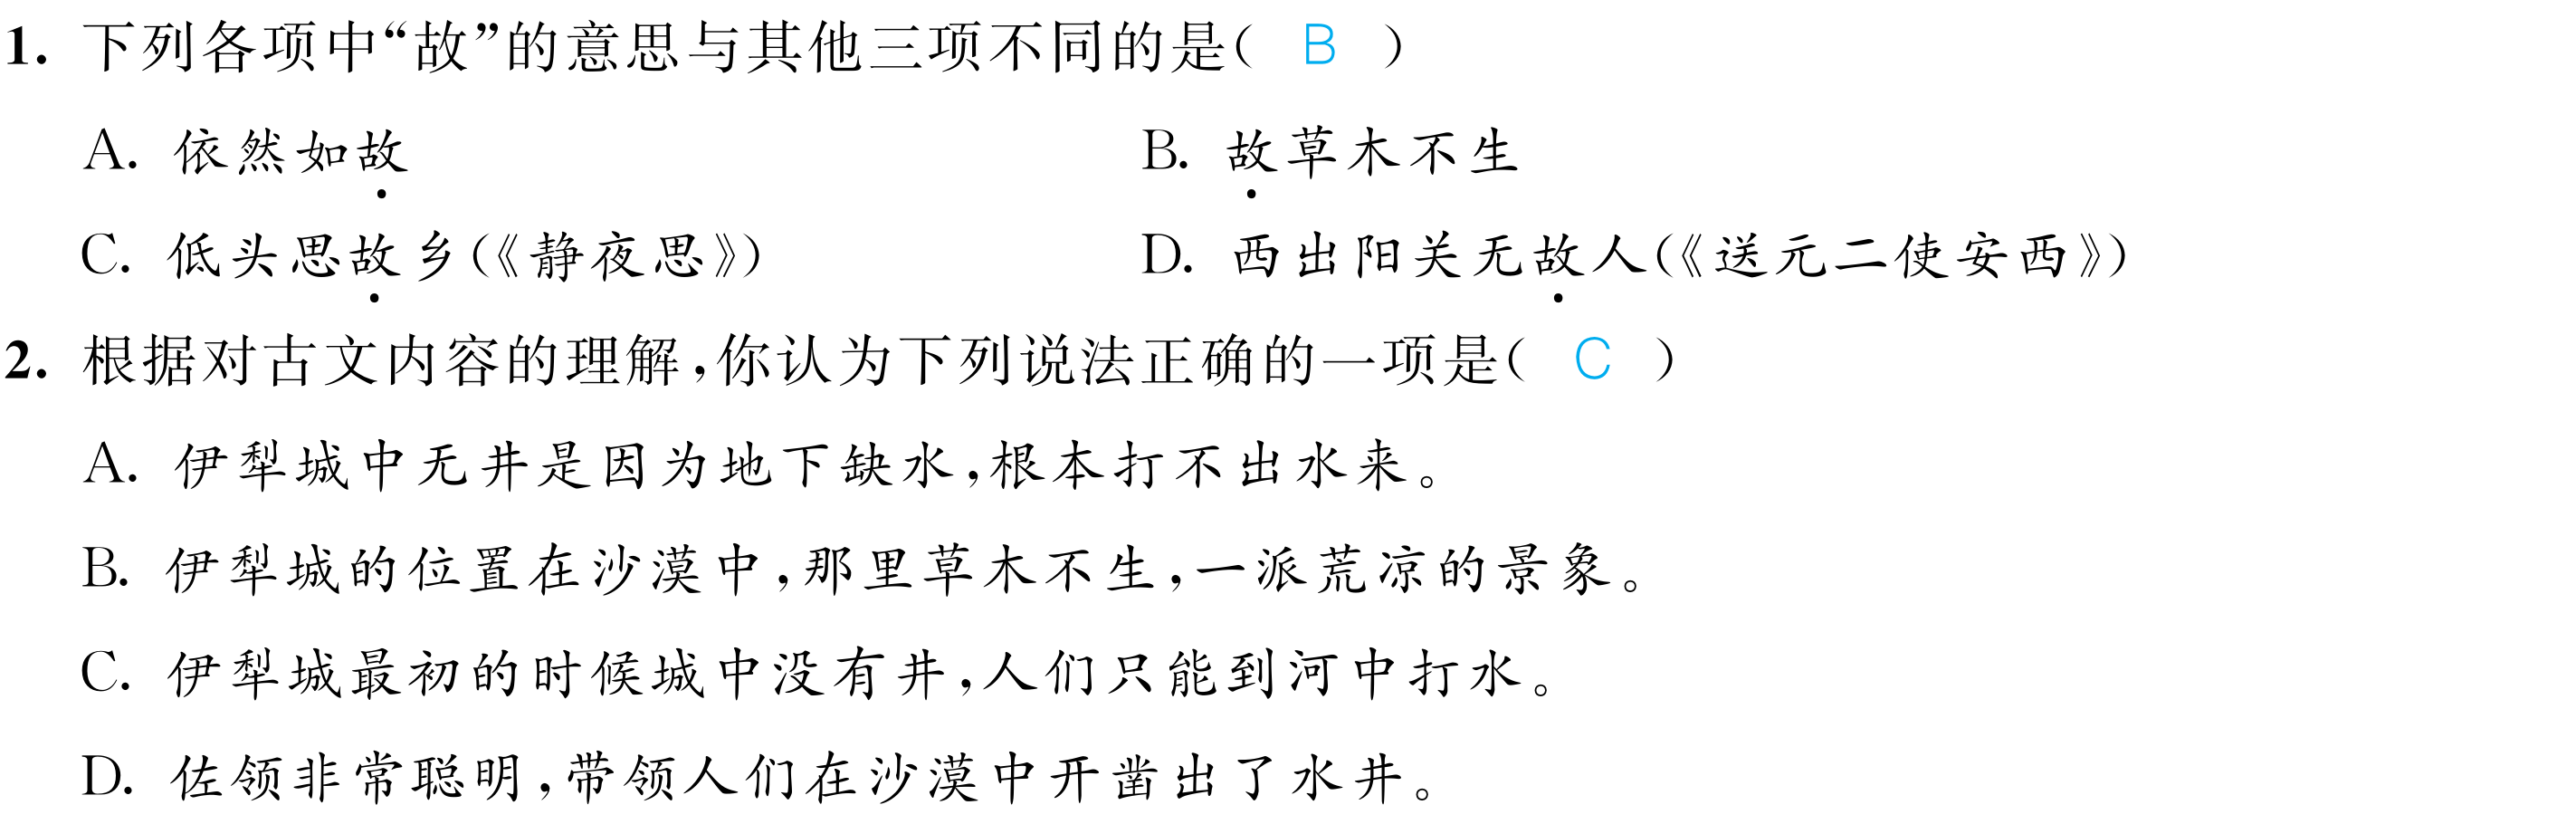 1. 下列各项中“故”的意思与其他三项不同的是( B )
A. 依然如故 B. 故草木不生
C. 低头思故乡(《静夜思》) D. 西出阳关无故人(《送元二使安西》)
2. 根据对古文内容的理解,你认为下列说法正确的一项是( C )
A. 伊犁城中无井是因为地下缺水,根本打不出水来。
B. 伊犁城的位置在沙漠中,那里草木不生,一派荒凉的景象。
C. 伊犁城最初的时候城中没有井,人们只能到河中打水。
D. 佐领非常聪明,带领人们在沙漠中开凿出了水井。